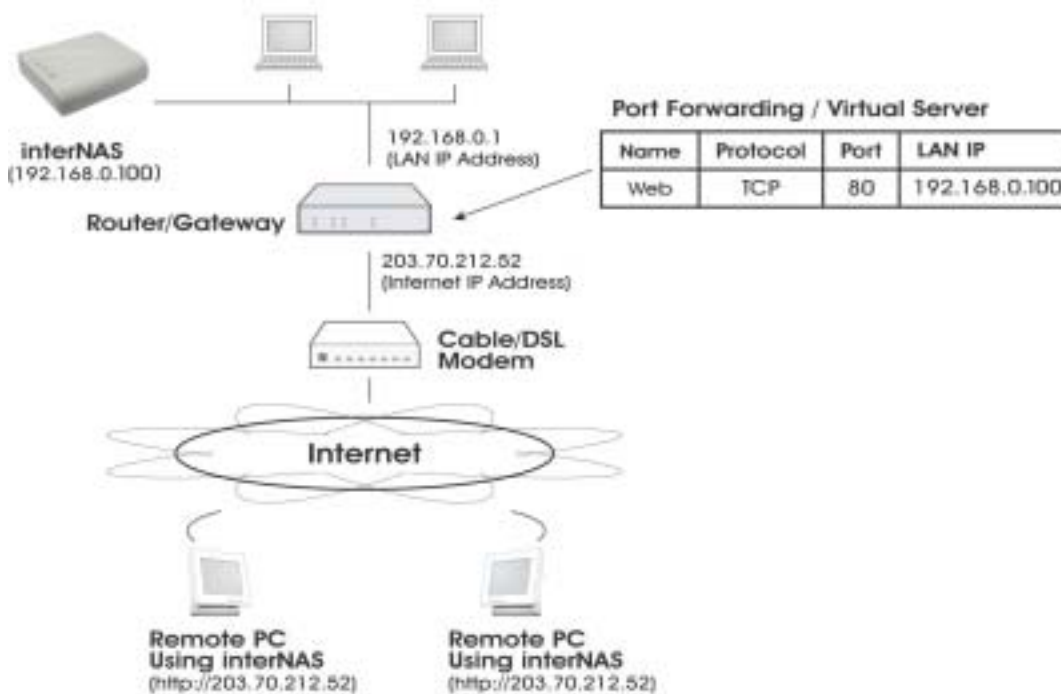 interNAS
(192.168.0.100)
192.168.0.1
(LAN IP Address)
Port Forwarding / Virtual Server
Name Protocol Port LAN IP
Web TCP 80 192.168.0.100
Router/Gateway
203.70.212.52
(Internet IP Address)
Cable/DSL
Modem
Internet
Remote PC
Using interNAS
(http://203.70.212.52)
Remote PC
Using interNAS
(http://203.70.212.52)